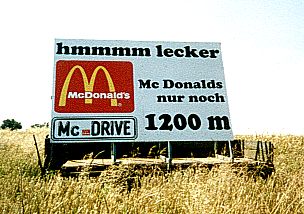 hmmmm lecker
McDonald's
Mc Donalds
nur noch
Mc DRIVE
1200 m